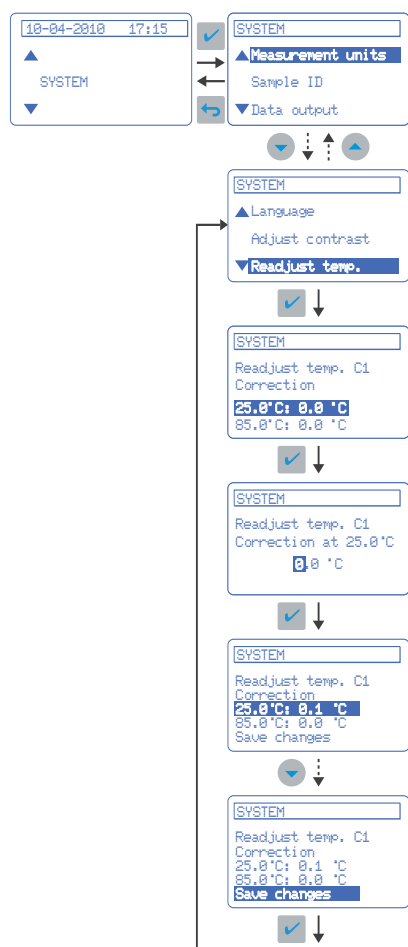 10-04-2010 17:15
SYSTEM
SYSTEM
Measurement units
Sample ID
Data output
SYSTEM
Language
Adjust contrast
Readjust temp.
SYSTEM
Readjust temp. C1
Correction
25.0°C: 0.0 °C
85.0°C: 0.0 °C
SYSTEM
Readjust temp. C1
Correction at 25.0°C
0.0 °C
SYSTEM
Readjust temp. C1
Correction
25.0°C: 0.1 °C
85.0°C: 0.0 °C
Save changes
SYSTEM
Readjust temp. C1
Correction
25.0°C: 0.1 °C
85.0°C: 0.0 °C
Save changes